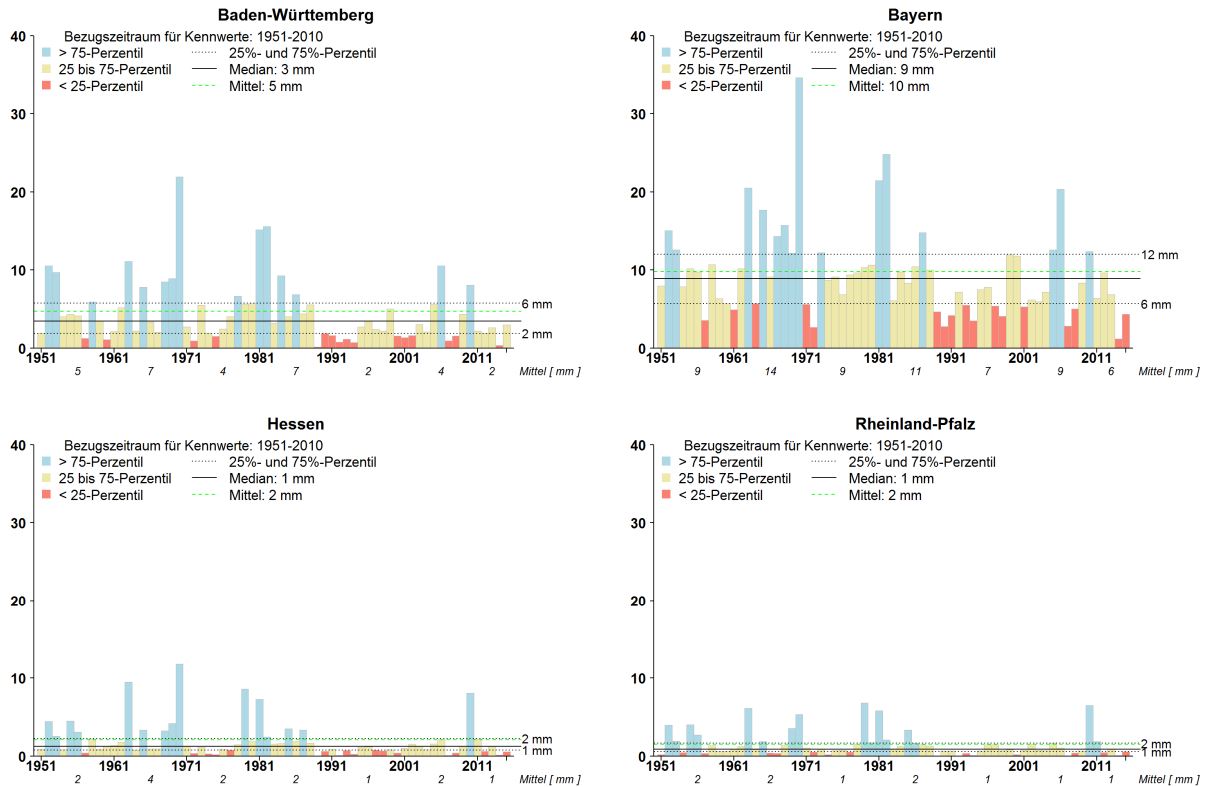 Baden-Württemberg
Bezugszeitraum für Kennwerte: 1951-2010
> 75-Perzentil 25%- und 75%-Perzentil
25 bis 75-Perzentil Median: 3 mm
< 25-Perzentil Mittel: 5 mm
40
30
20
10
0
6 mm
2 mm
1951 1961 1971 1981 1991 2001 2011
5 7 4 7 2 4 2 Mittel [ mm ]
Bayern
Bezugszeitraum für Kennwerte: 1951-2010
> 75-Perzentil 25%- und 75%-Perzentil
25 bis 75-Perzentil Median: 9 mm
< 25-Perzentil Mittel: 10 mm
40
30
20
10
0
12 mm
6 mm
1951 1961 1971 1981 1991 2001 2011
9 14 9 11 7 9 6 Mittel [ mm ]
Hessen
Bezugszeitraum für Kennwerte: 1951-2010
> 75-Perzentil 25%- und 75%-Perzentil
25 bis 75-Perzentil Median: 1 mm
< 25-Perzentil Mittel: 2 mm
40
30
20
10
0
2 mm
1 mm
1951 1961 1971 1981 1991 2001 2011
2 4 2 2 1 2 1 Mittel [ mm ]
Rheinland-Pfalz
Bezugszeitraum für Kennwerte: 1951-2010
> 75-Perzentil 25%- und 75%-Perzentil
25 bis 75-Perzentil Median: 1 mm
< 25-Perzentil Mittel: 2 mm
40
30
20
10
0
2 mm
1 mm
1951 1961 1971 1981 1991 2001 2011
2 2 1 2 1 1 1 Mittel [ mm ]